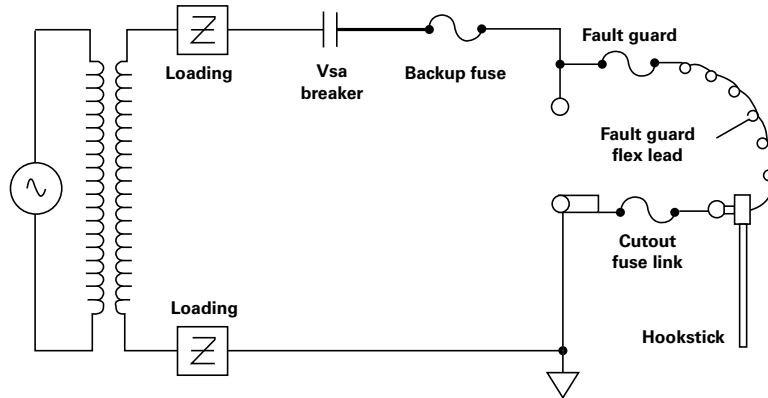 Fault guard
Loading
Vsa
breaker
Backup fuse
Fault guard
flex lead
Cutout
fuse link
Loading
Hookstick